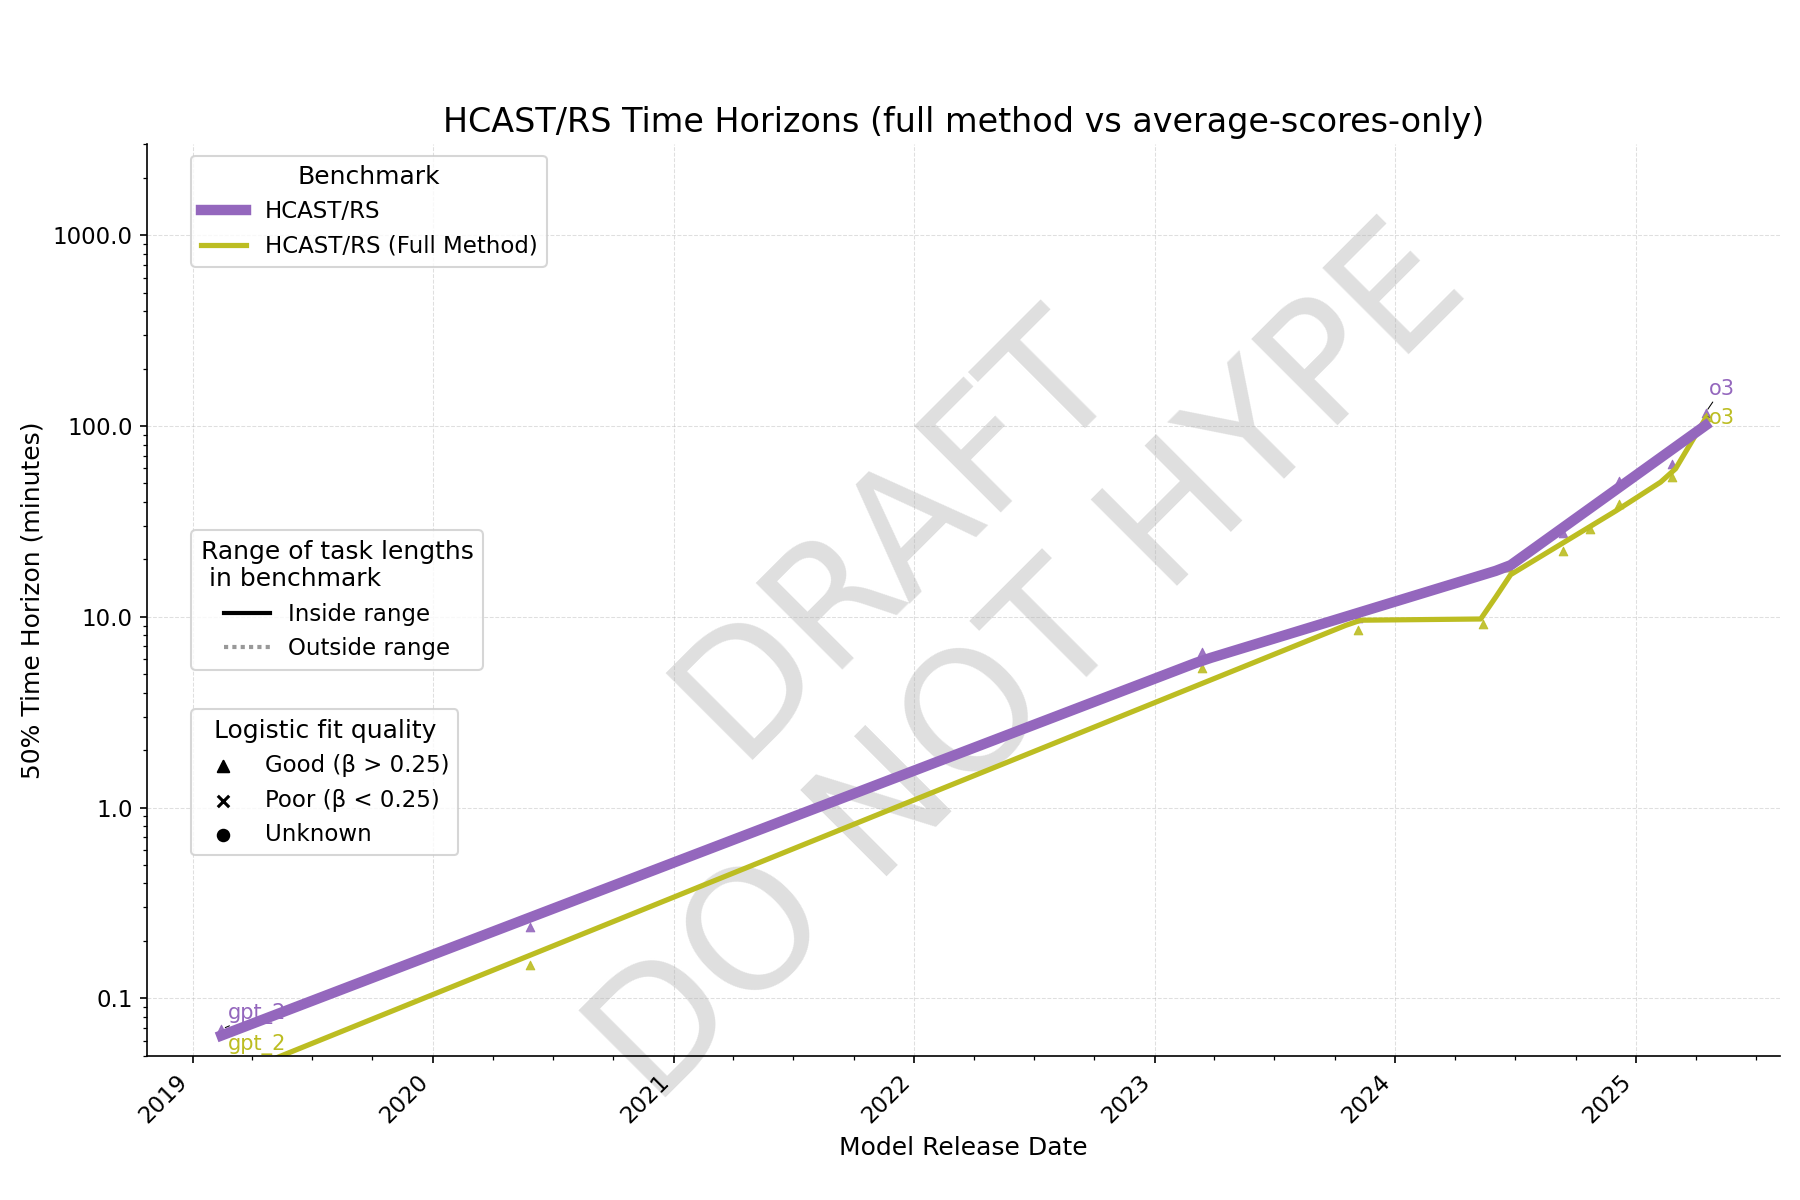 HCAST/RS Time Horizons (full method vs average-scores-only)
Benchmark
HCAST/RS
HCAST/RS (Full Method)
Range of task lengths
in benchmark
Inside range
Outside range
Logistic fit quality
Good (β > 0.25)
Poor (β < 0.25)
Unknown
DRAFT
DO NOT HYPE
o3
o3
gpt_2
gpt_2
50% Time Horizon (minutes)
1000.0
100.0
10.0
1.0
0.1
2019
2020
2021
2022
2023
2024
2025
Model Release Date